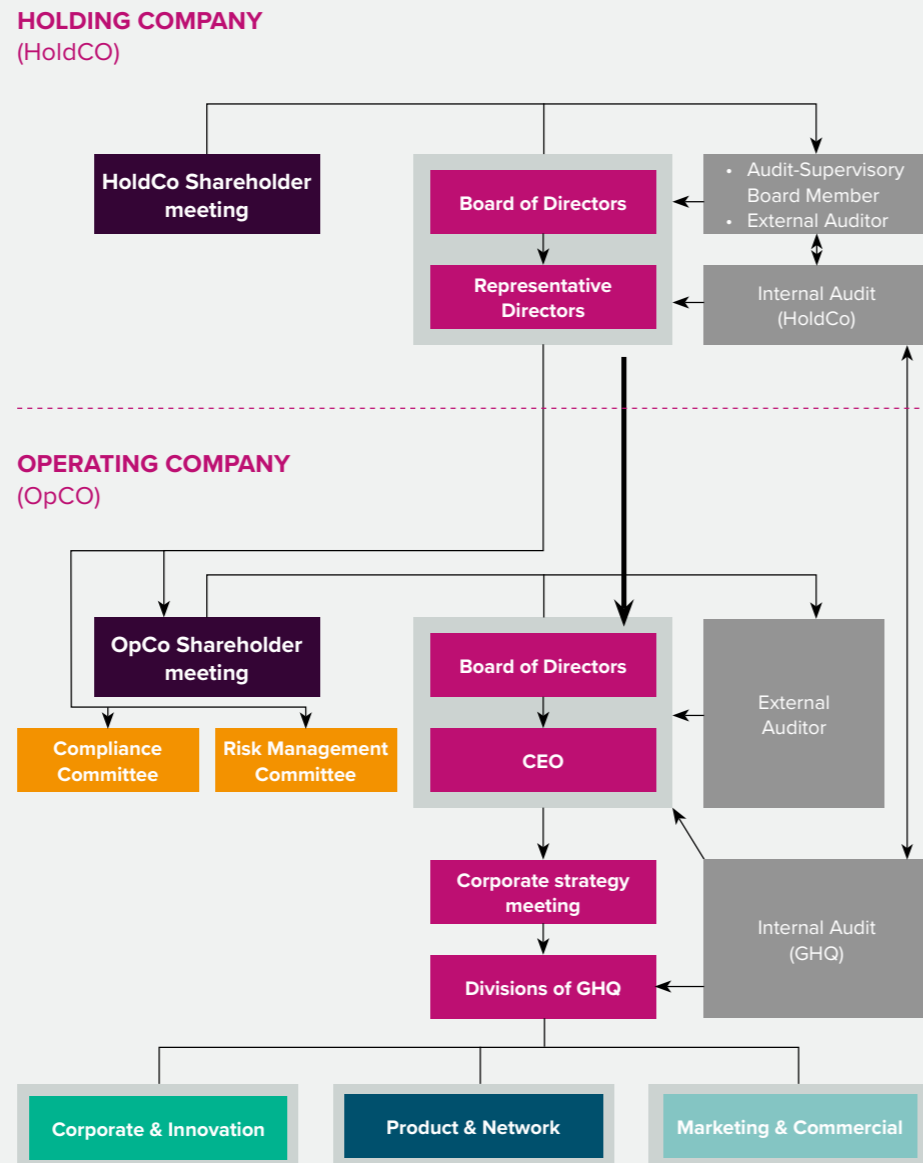 HOLDING COMPANY
(HoldCO)
HoldCo Shareholder
meeting
Board of Directors
• Audit-Supervisory
Board Member
• External Auditor
Representative
Directors
Internal Audit
(HoldCo)
OPERATING COMPANY
(OpCO)
OpCo Shareholder
meeting
Board of Directors
External
Auditor
Compliance
Committee
Risk Management
Committee
CEO
Corporate strategy
meeting
Internal Audit
(GHQ)
Divisions of GHQ
Corporate & Innovation
Product & Network
Marketing & Commercial